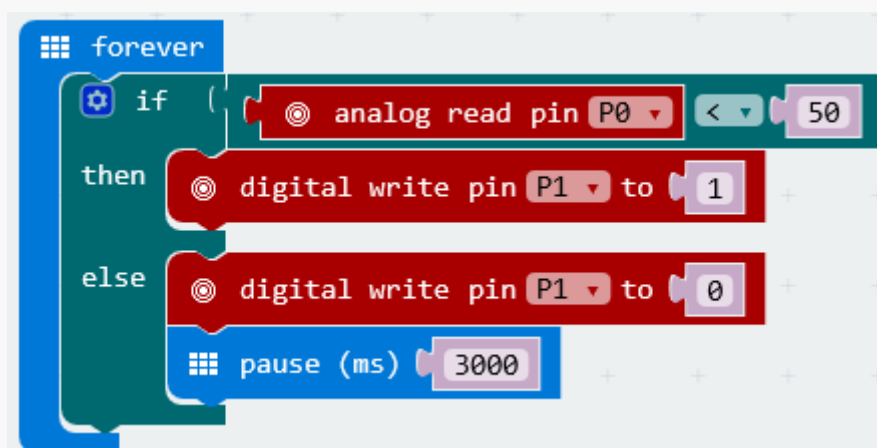 forever
if analog read pin P0 < 50
then digital write pin P1 to 1
else digital write pin P1 to 0
pause (ms) 3000